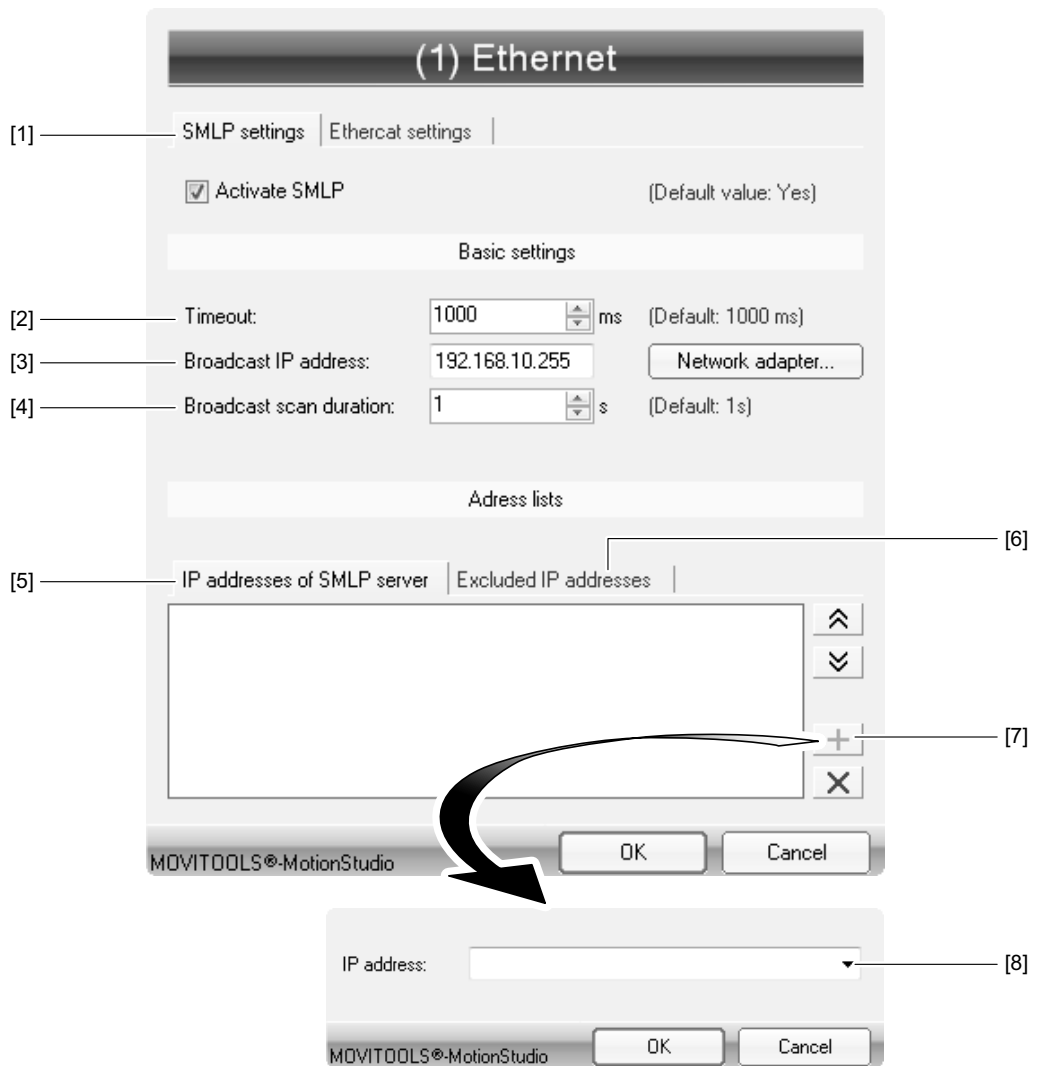 (1) Ethernet
[1] SMLP settings Ethercat settings
Activate SMLP (Default value: Yes)
Basic settings
[2] Timeout: 1000 ms (Default: 1000 ms)
[3] Broadcast IP address: 192.168.10.255 Network adapter...
[4] Broadcast scan duration: 1 s (Default: 1s)
Adress lists
[6]
[5] IP addresses of SMLP server Excluded IP addresses
[7]
OK Cancel
MOVITOOLS®-MotionStudio
IP address: [8]
OK Cancel
MOVITOOLS®-MotionStudio